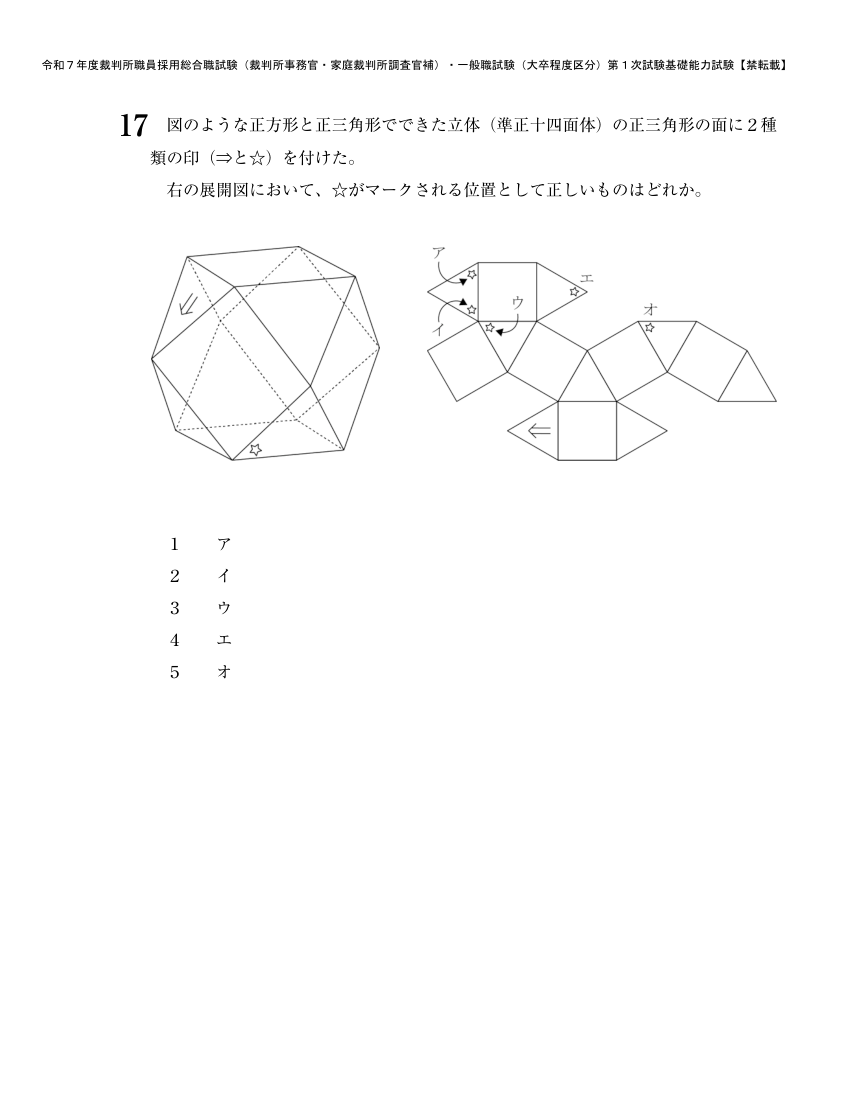 令和７年度裁判所職員採用総合職試験（裁判所事務官・家庭裁判所調査官補）・一般職試験（大卒程度区分）第１次試験基礎能力試験【禁転載】
17　図のような正方形と正三角形でできた立体（準正十四面体）の正三角形の面に２種
類の印（⇒と☆）を付けた。
右の展開図において、☆がマークされる位置として正しいものはどれか。
ア
エ
ウ
オ
イ
１　ア
２　イ
３　ウ
４　エ
５　オ